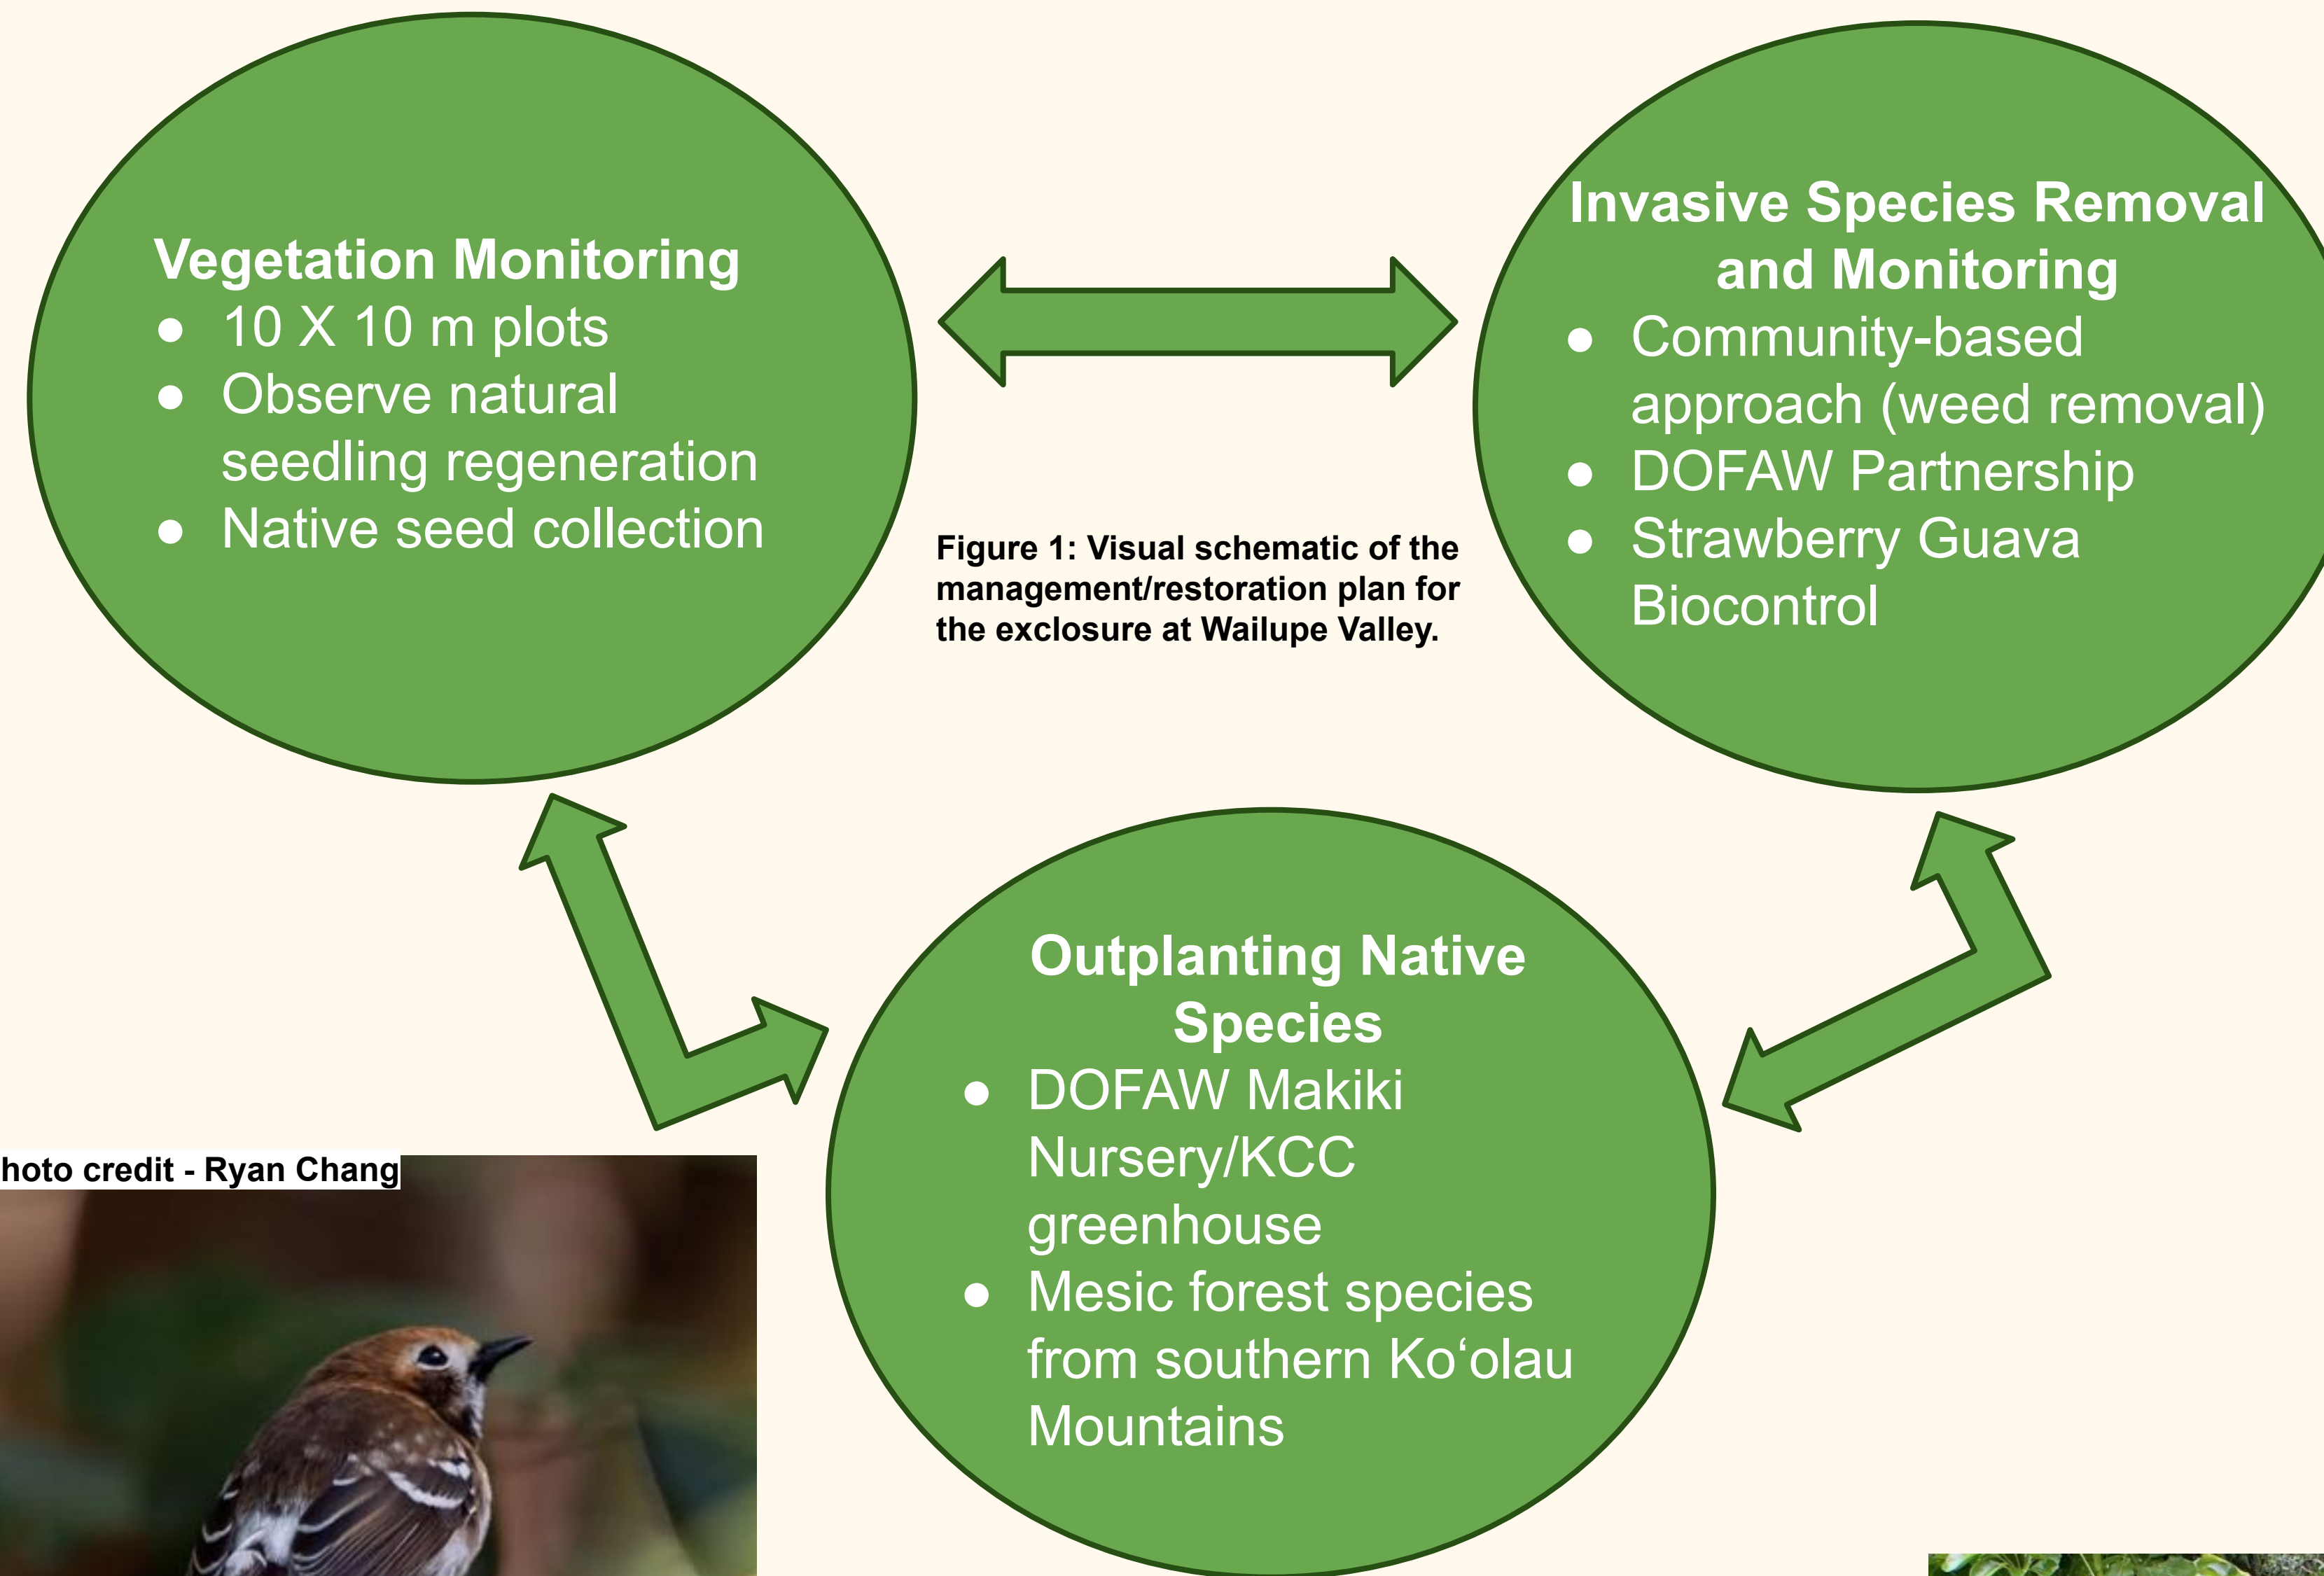 Vegetation Monitoring
● 10 X 10 m plots
● Observe natural
seedling regeneration
● Native seed collection
Invasive Species Removal
and Monitoring
● Community-based
approach (weed removal)
● DOFAW Partnership
● Strawberry Guava
Biocontrol
Figure 1: Visual schematic of the
management/restoration plan for
the exclosure at Wailupe Valley.
Outplanting Native
Species
● DOFAW Makiki
Nursery/KCC
greenhouse
● Mesic forest species
from southern Koʻolau
Mountains
hoto credit - Ryan Chang